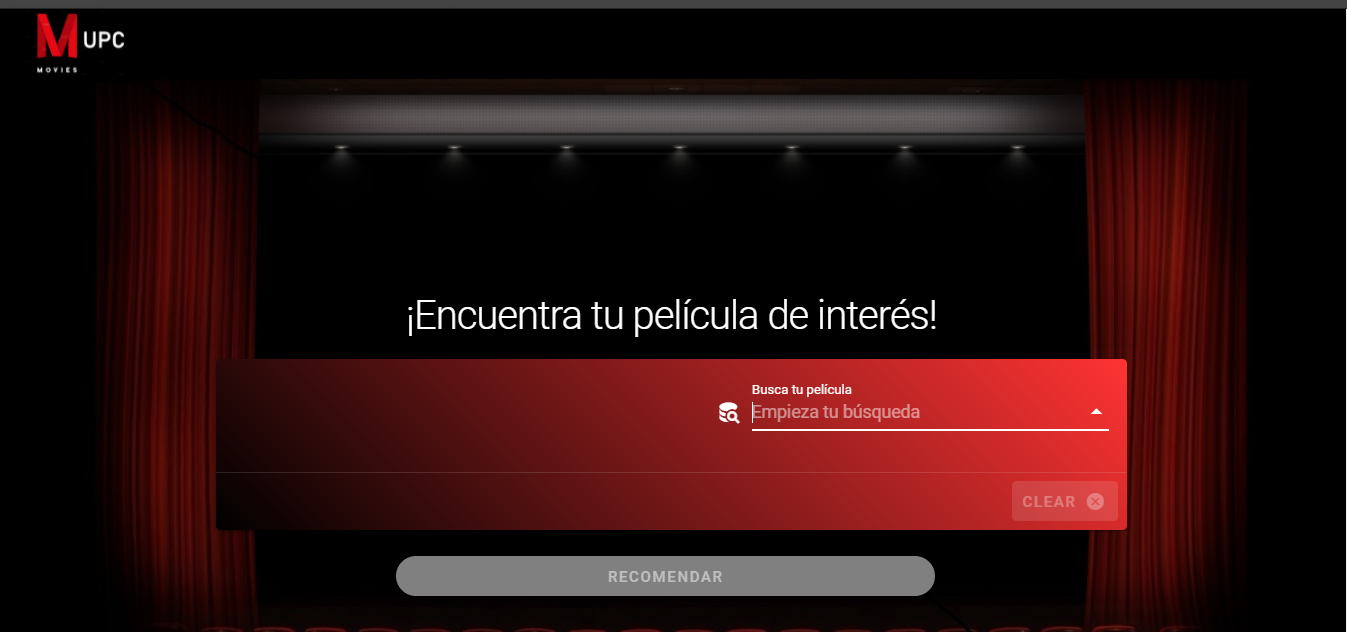 M UPC
MOVIES
¡Encuentra tu película de interés!
Busca tu película
Empieza tu búsqueda
CLEAR
RECOMENDAR